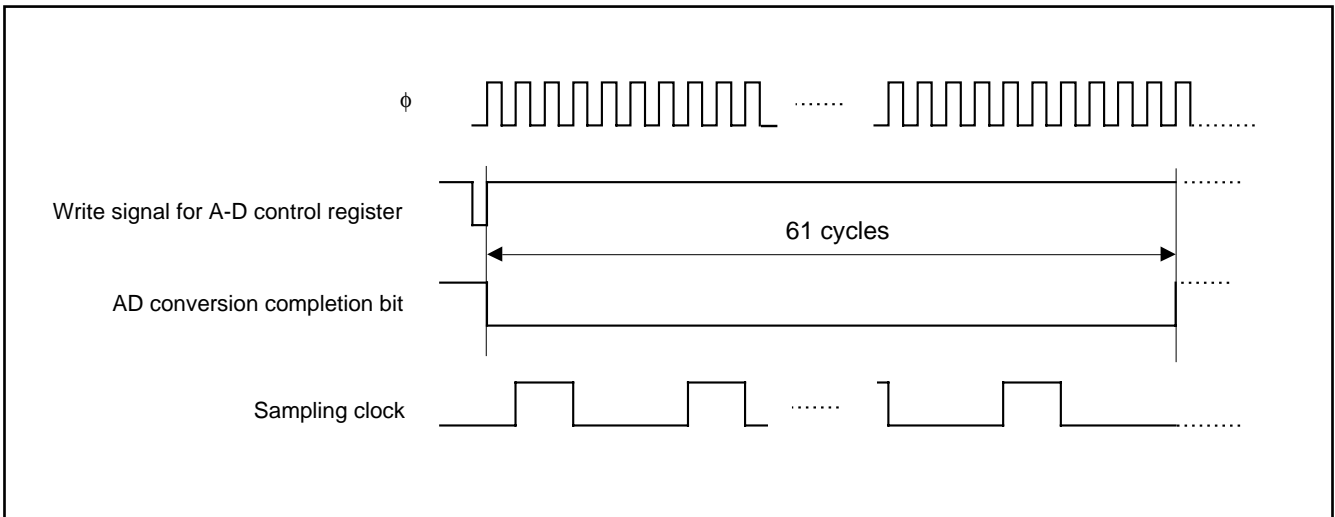 ϕ
Write signal for A-D control register
61 cycles
AD conversion completion bit
Sampling clock